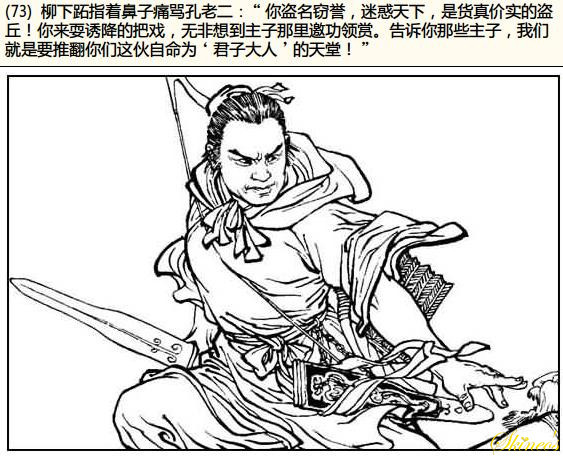 (73) 柳下跖指着鼻子痛骂孔老二：“ 你盗名窃誉，迷惑天下，是货真价实的盗
丘！你来耍诱降的把戏，无非想到主子那里邀功领赏。告诉你那些主子，我们
就是要推翻你们这伙自命为‘ 君子大人 ’的天堂！ ”